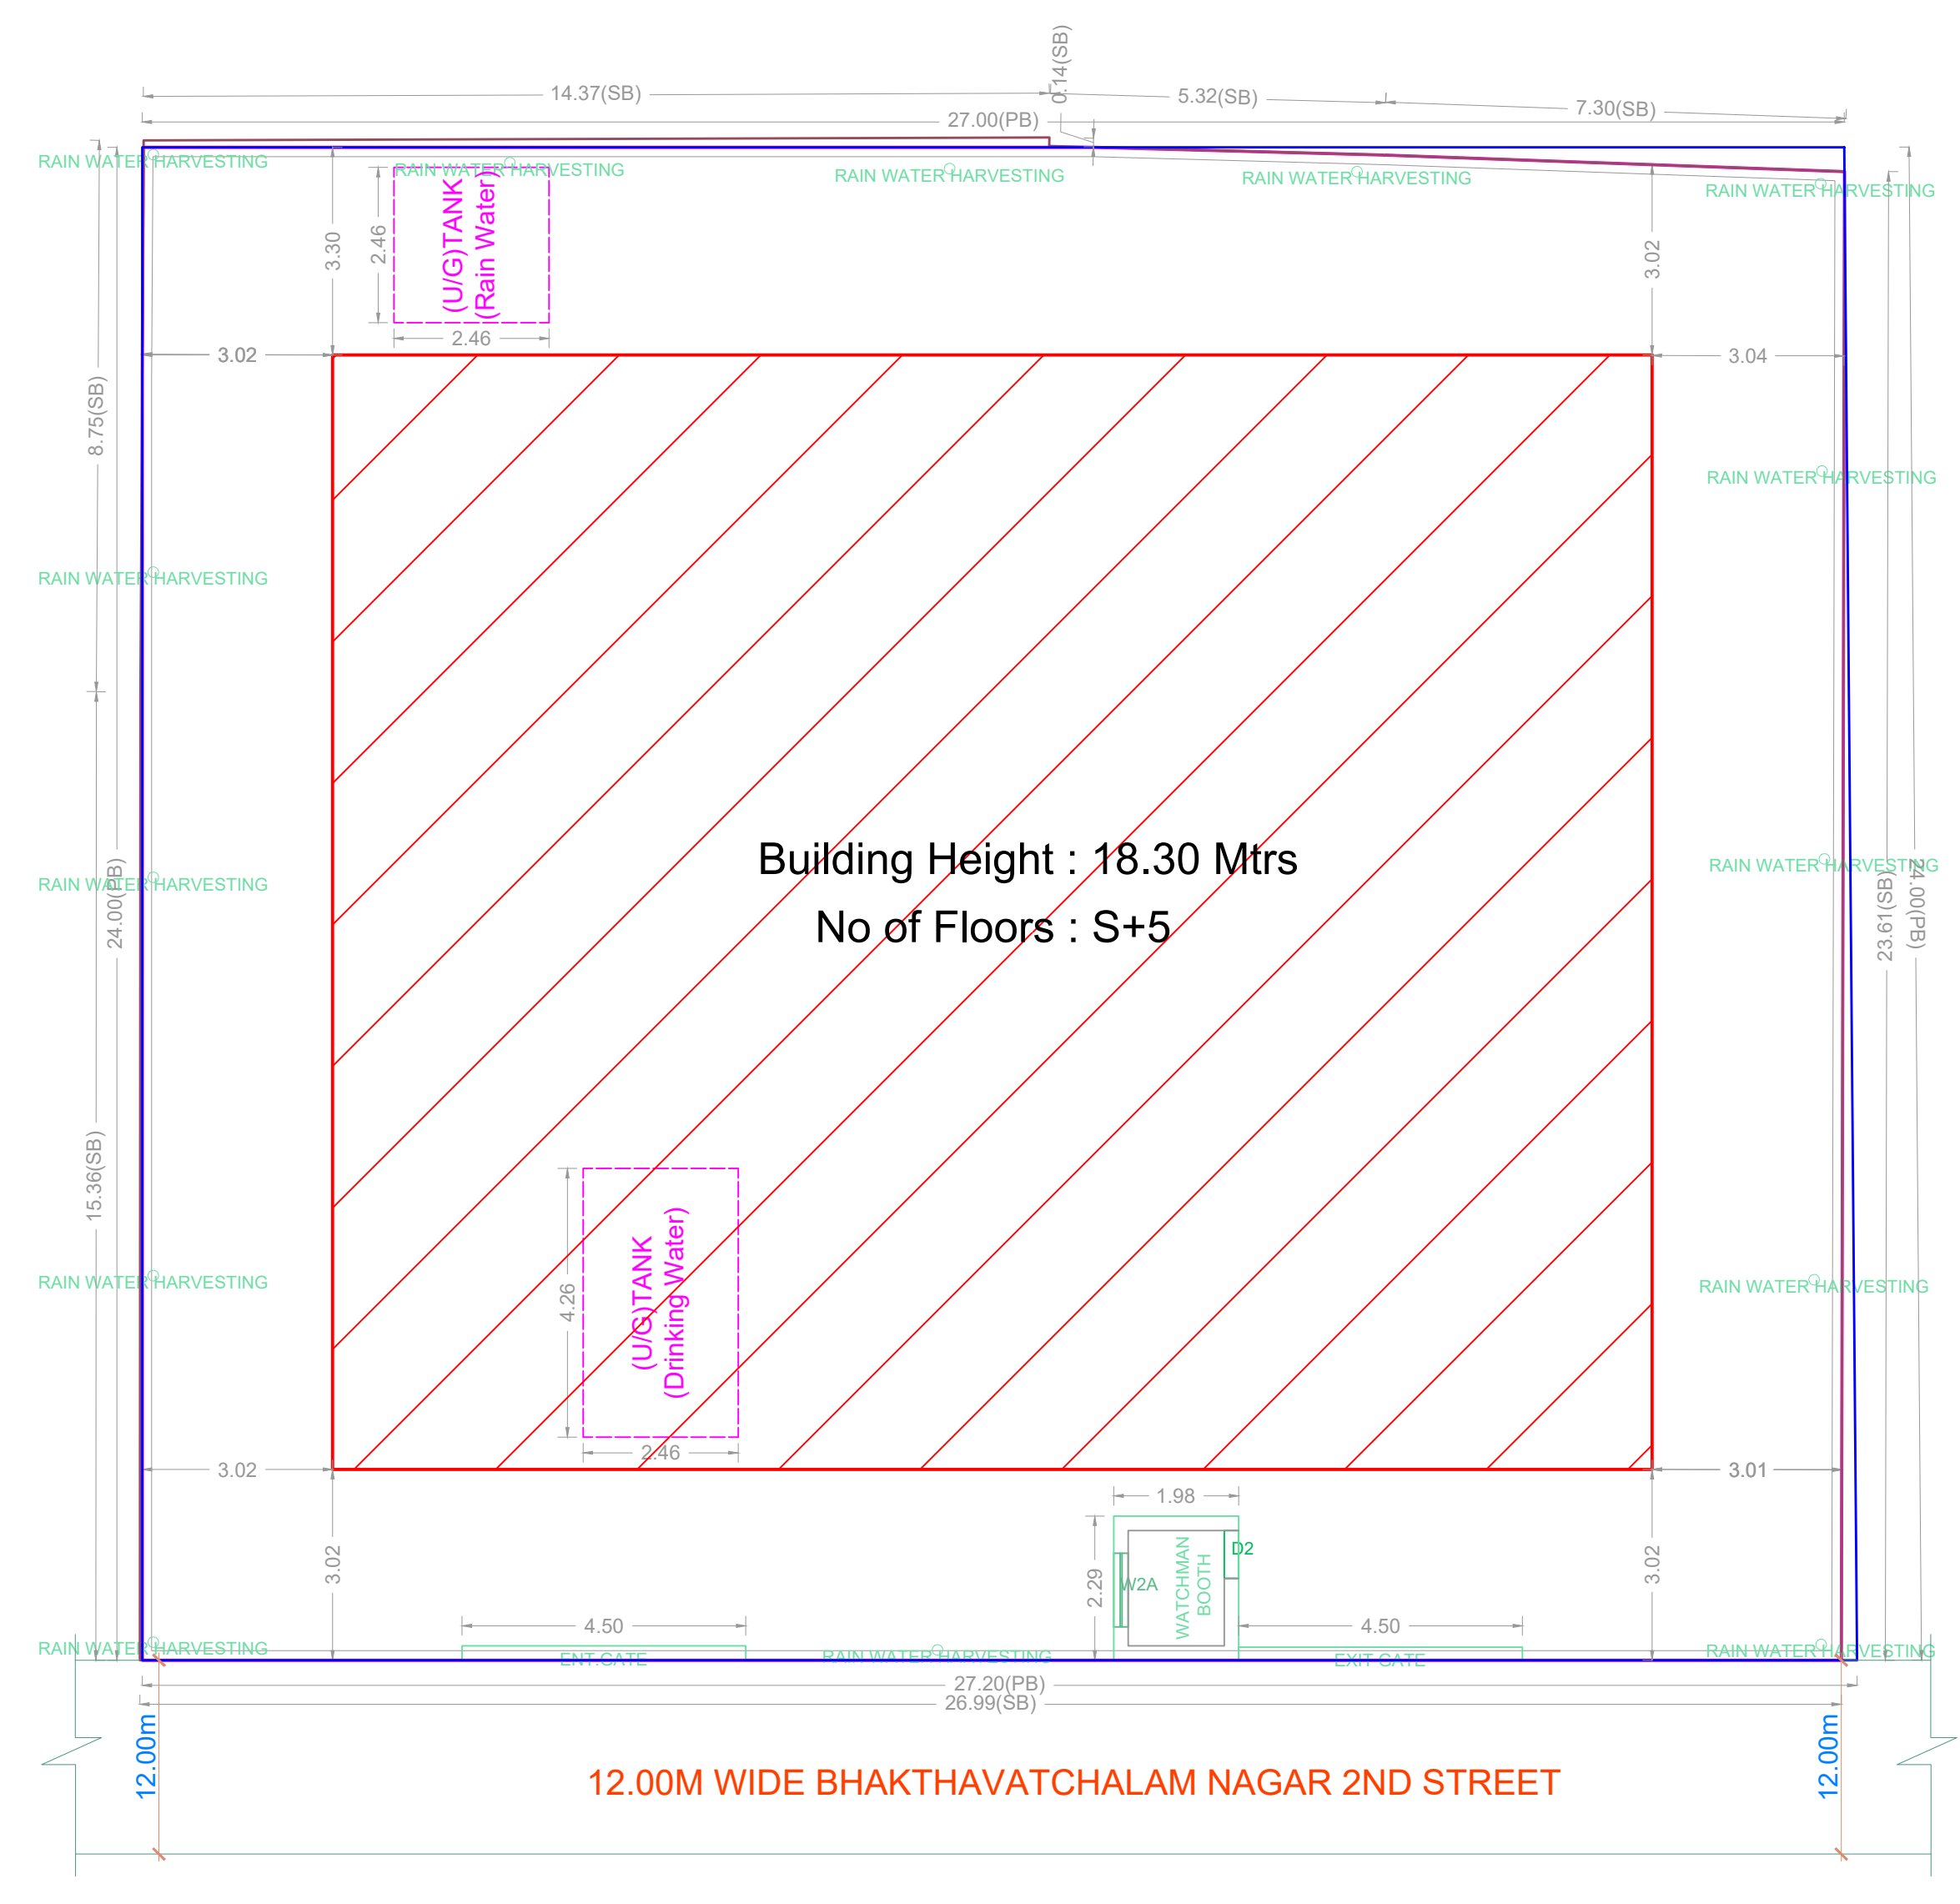 0.14(SB)
14.37(SB)
5.32(SB)
7.30(SB)
27.00(PB)
RAIN WATER HARVESTING
RAIN WATER HARVESTING
RAIN WATER HARVESTING
RAIN WATER HARVESTING
RAIN WATER HARVESTING
(U/G)TANK
(Rain Water)
2.46
2.46
3.30
3.02
3.02
3.04
8.75(SB)
RAIN WATER HARVESTING
RAIN WATER HARVESTING
Building Height : 18.30 Mtrs
No of Floors : S+5
RAIN WATER HARVESTING
RAIN WATER HARVESTING
24.00(PB)
23.61(SB)
24.00(PB)
15.36(SB)
RAIN WATER HARVESTING
RAIN WATER HARVESTING
(U/G)TANK
(Drinking Water)
4.26
2.46
3.02
3.01
1.98
2.29
WATCHMAN
BOOTH
D2
W2A
3.02
3.02
4.50
4.50
RAIN WATER HARVESTING
ENT.GATE
RAIN WATER HARVESTING
EXIT GATE
RAIN WATER HARVESTING
27.20(PB)
26.99(SB)
12.00m
12.00m
12.00M WIDE BHAKTHAVATCHALAM NAGAR 2ND STREET